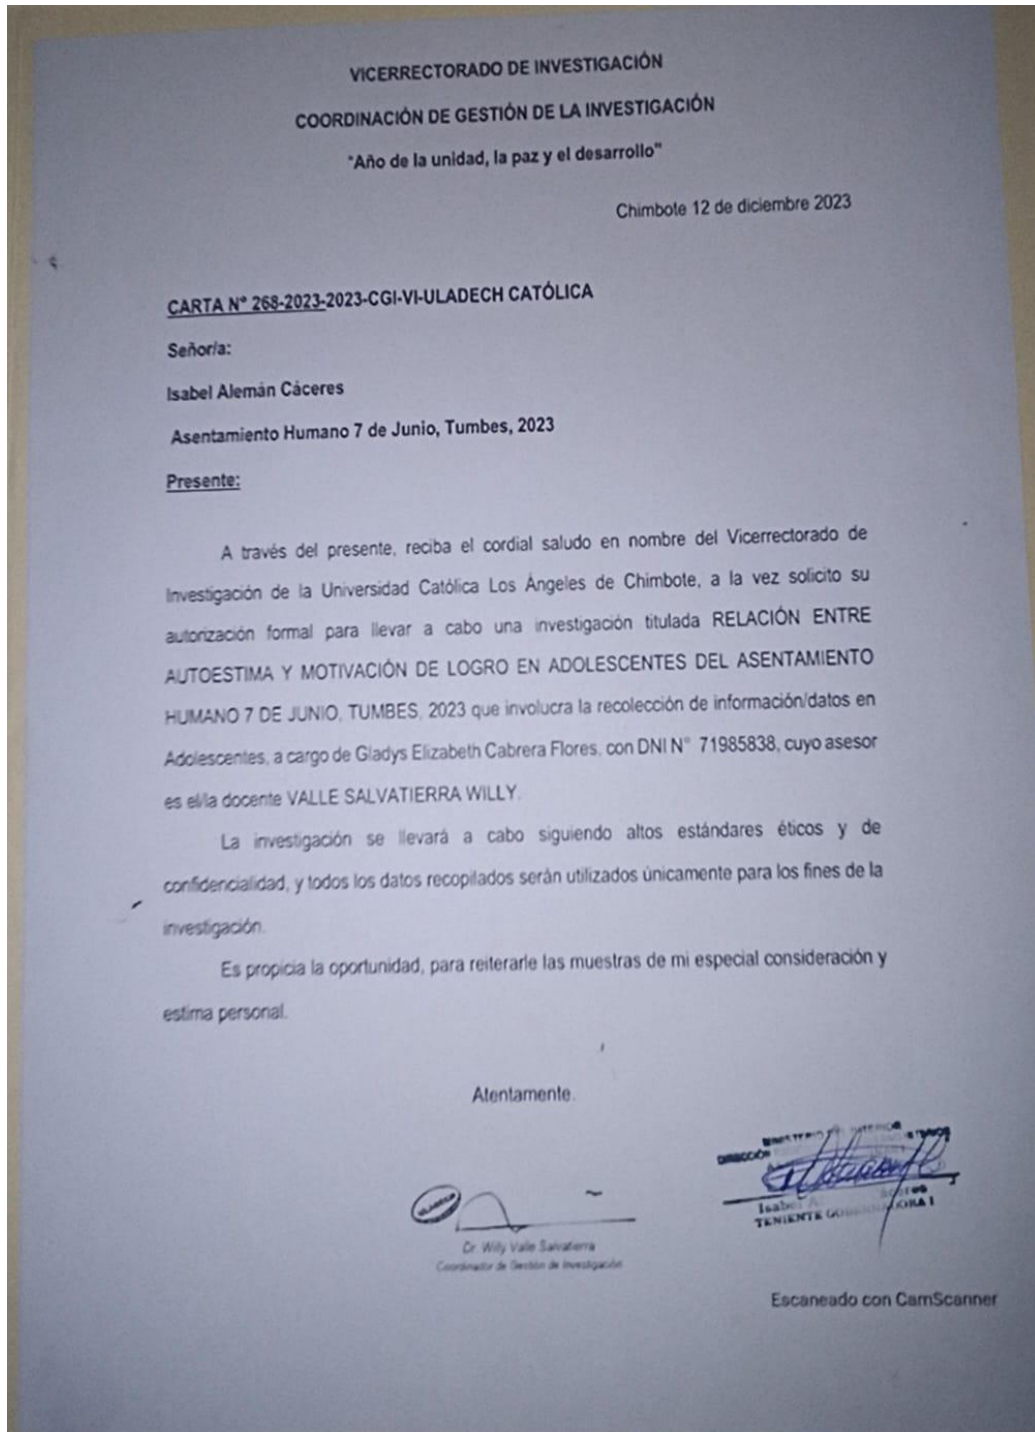 VICERRECTORADO DE INVESTIGACIÓN
COORDINACIÓN DE GESTIÓN DE LA INVESTIGACIÓN
"Año de la unidad, la paz y el desarrollo"
Chimbote 12 de diciembre 2023
CARTA N° 268-2023-2023-CGI-VI-ULADECH CATÓLICA
Señor/a:
Isabel Alemán Cáceres
Asentamiento Humano 7 de Junio, Tumbes, 2023
Presente:
A través del presente, reciba el cordial saludo en nombre del Vicerrectorado de
Investigación de la Universidad Católica Los Ángeles de Chimbote, a la vez solicito su
autorización formal para llevar a cabo una investigación titulada RELACIÓN ENTRE
AUTOESTIMA Y MOTIVACIÓN DE LOGRO EN ADOLESCENTES DEL ASENTAMIENTO
HUMANO 7 DE JUNIO, TUMBES, 2023 que involucra la recolección de información/datos en
Adolescentes, a cargo de Gladys Elizabeth Cabrera Flores, con DNI N° 71985838, cuyo asesor
es el/la docente VALLE SALVATIERRA WILLY.
La investigación se llevará a cabo siguiendo altos estándares éticos y de
confidencialidad, y todos los datos recopilados serán utilizados únicamente para los fines de la
investigación.
Es propicia la oportunidad, para reiterarle las muestras de mi especial consideración y
estima personal.
Atentamente.
DIRECCIÓN
Isabel
TENIENTE
Dr. Willy Valle Salvatierra
Coordinador de Gestión de Investigación
Escaneado con CamScanner